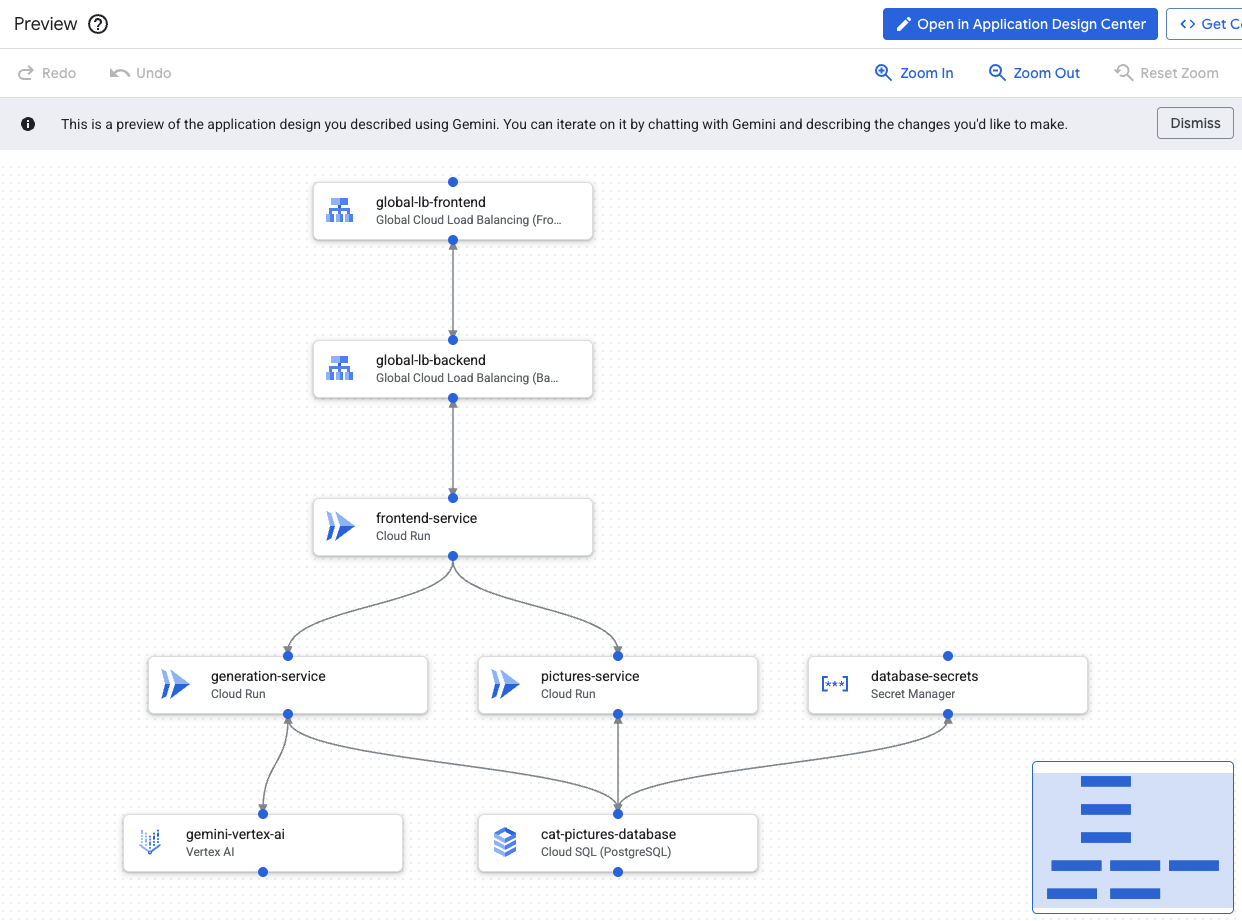 Preview
Open in Application Design Center
Get C
Redo
Undo
Zoom In
Zoom Out
Reset Zoom
This is a preview of the application design you described using Gemini. You can iterate on it by chatting with Gemini and describing the changes you'd like to make.
Dismiss
global-lb-frontend
Global Cloud Load Balancing (Fro...
global-lb-backend
Global Cloud Load Balancing (Ba...
frontend-service
Cloud Run
generation-service
Cloud Run
pictures-service
Cloud Run
[***]
database-secrets
Secret Manager
gemini-vertex-ai
Vertex AI
cat-pictures-database
Cloud SQL (PostgreSQL)